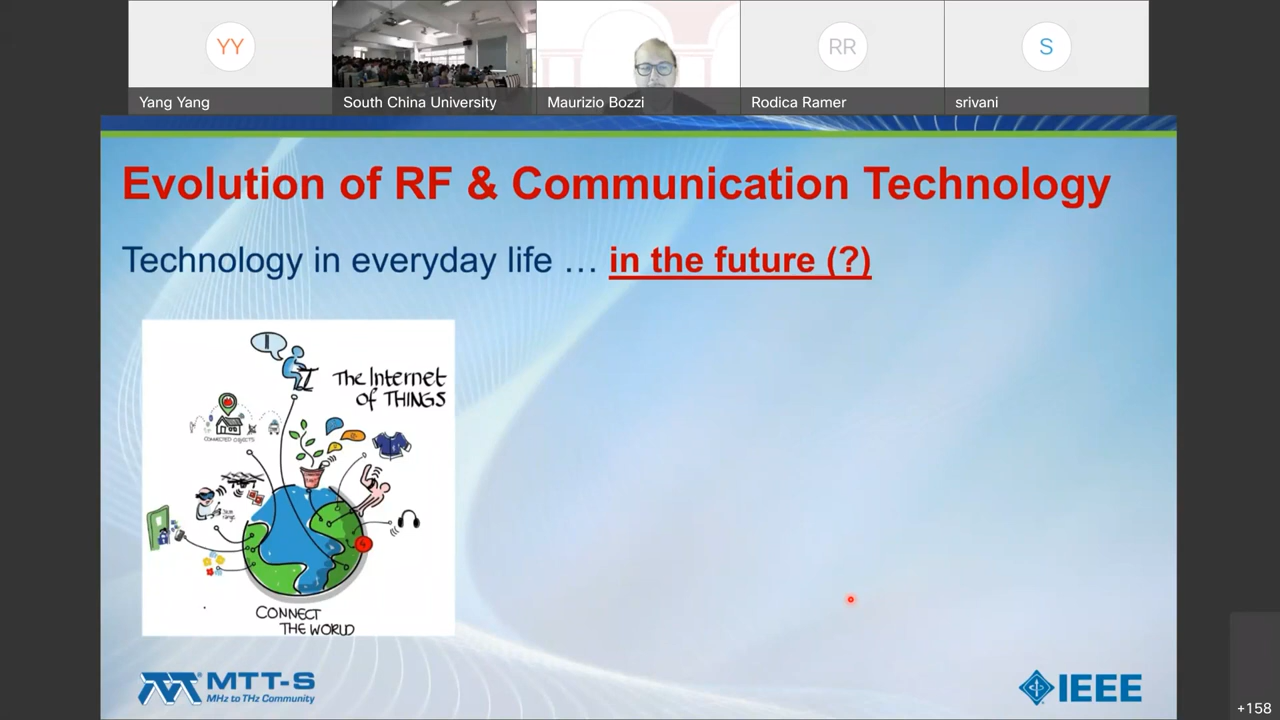 YY
RR
S
Yang Yang
South China University
Maurizio Bozzi
Rodica Ramer
srivani
Evolution of RF & Communication Technology
Technology in everyday life … in the future (?)
The Internet
of THINGS
CONNECTED OBJECTS
CONNECT
THE WORLD
MTT-S
MHz to THz Community
IEEE
+158